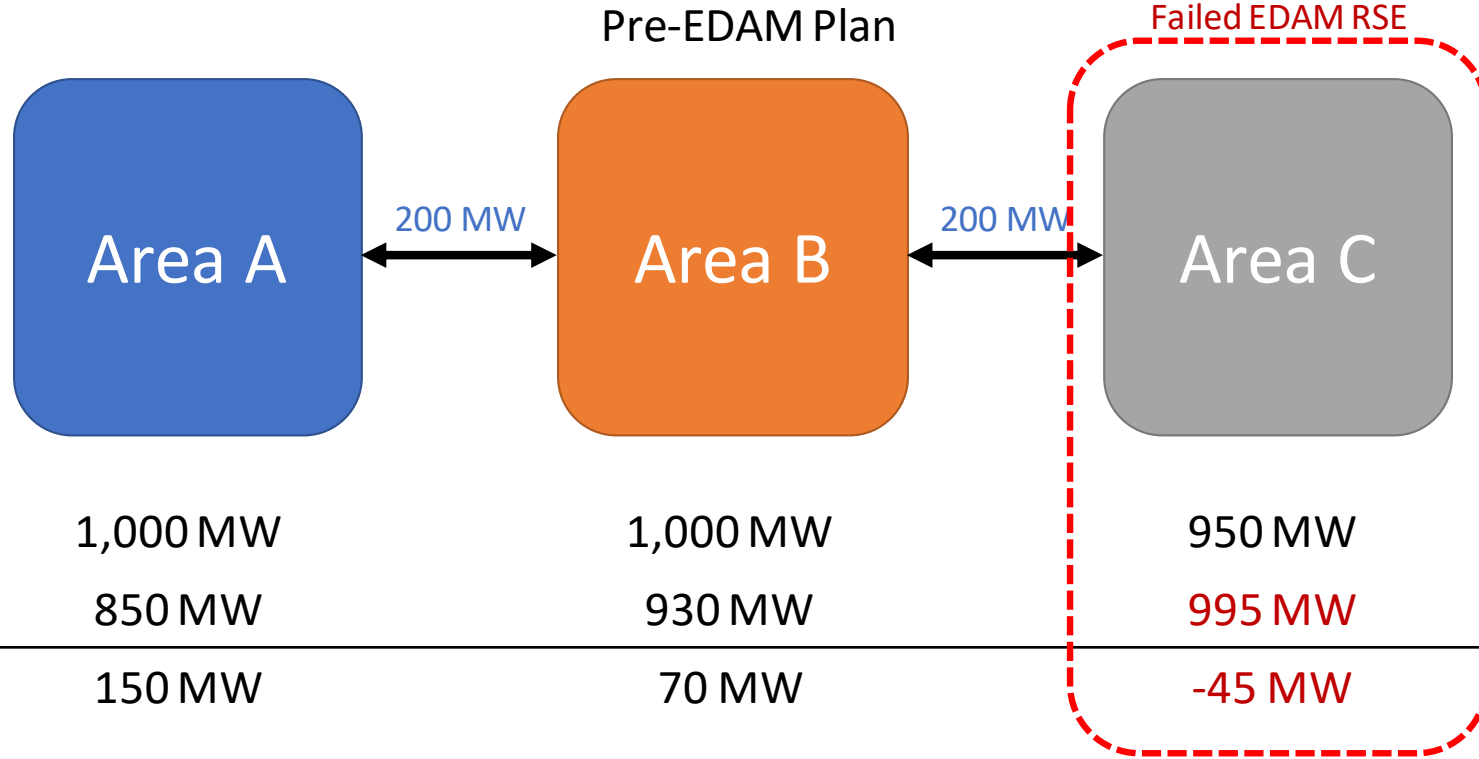 Pre-EDAM Plan
Failed EDAM RSE
200 MW
200 MW
Area A
Area B
Area C
1,000 MW
1,000 MW
950 MW
850 MW
930 MW
995 MW
150 MW
70 MW
-45 MW